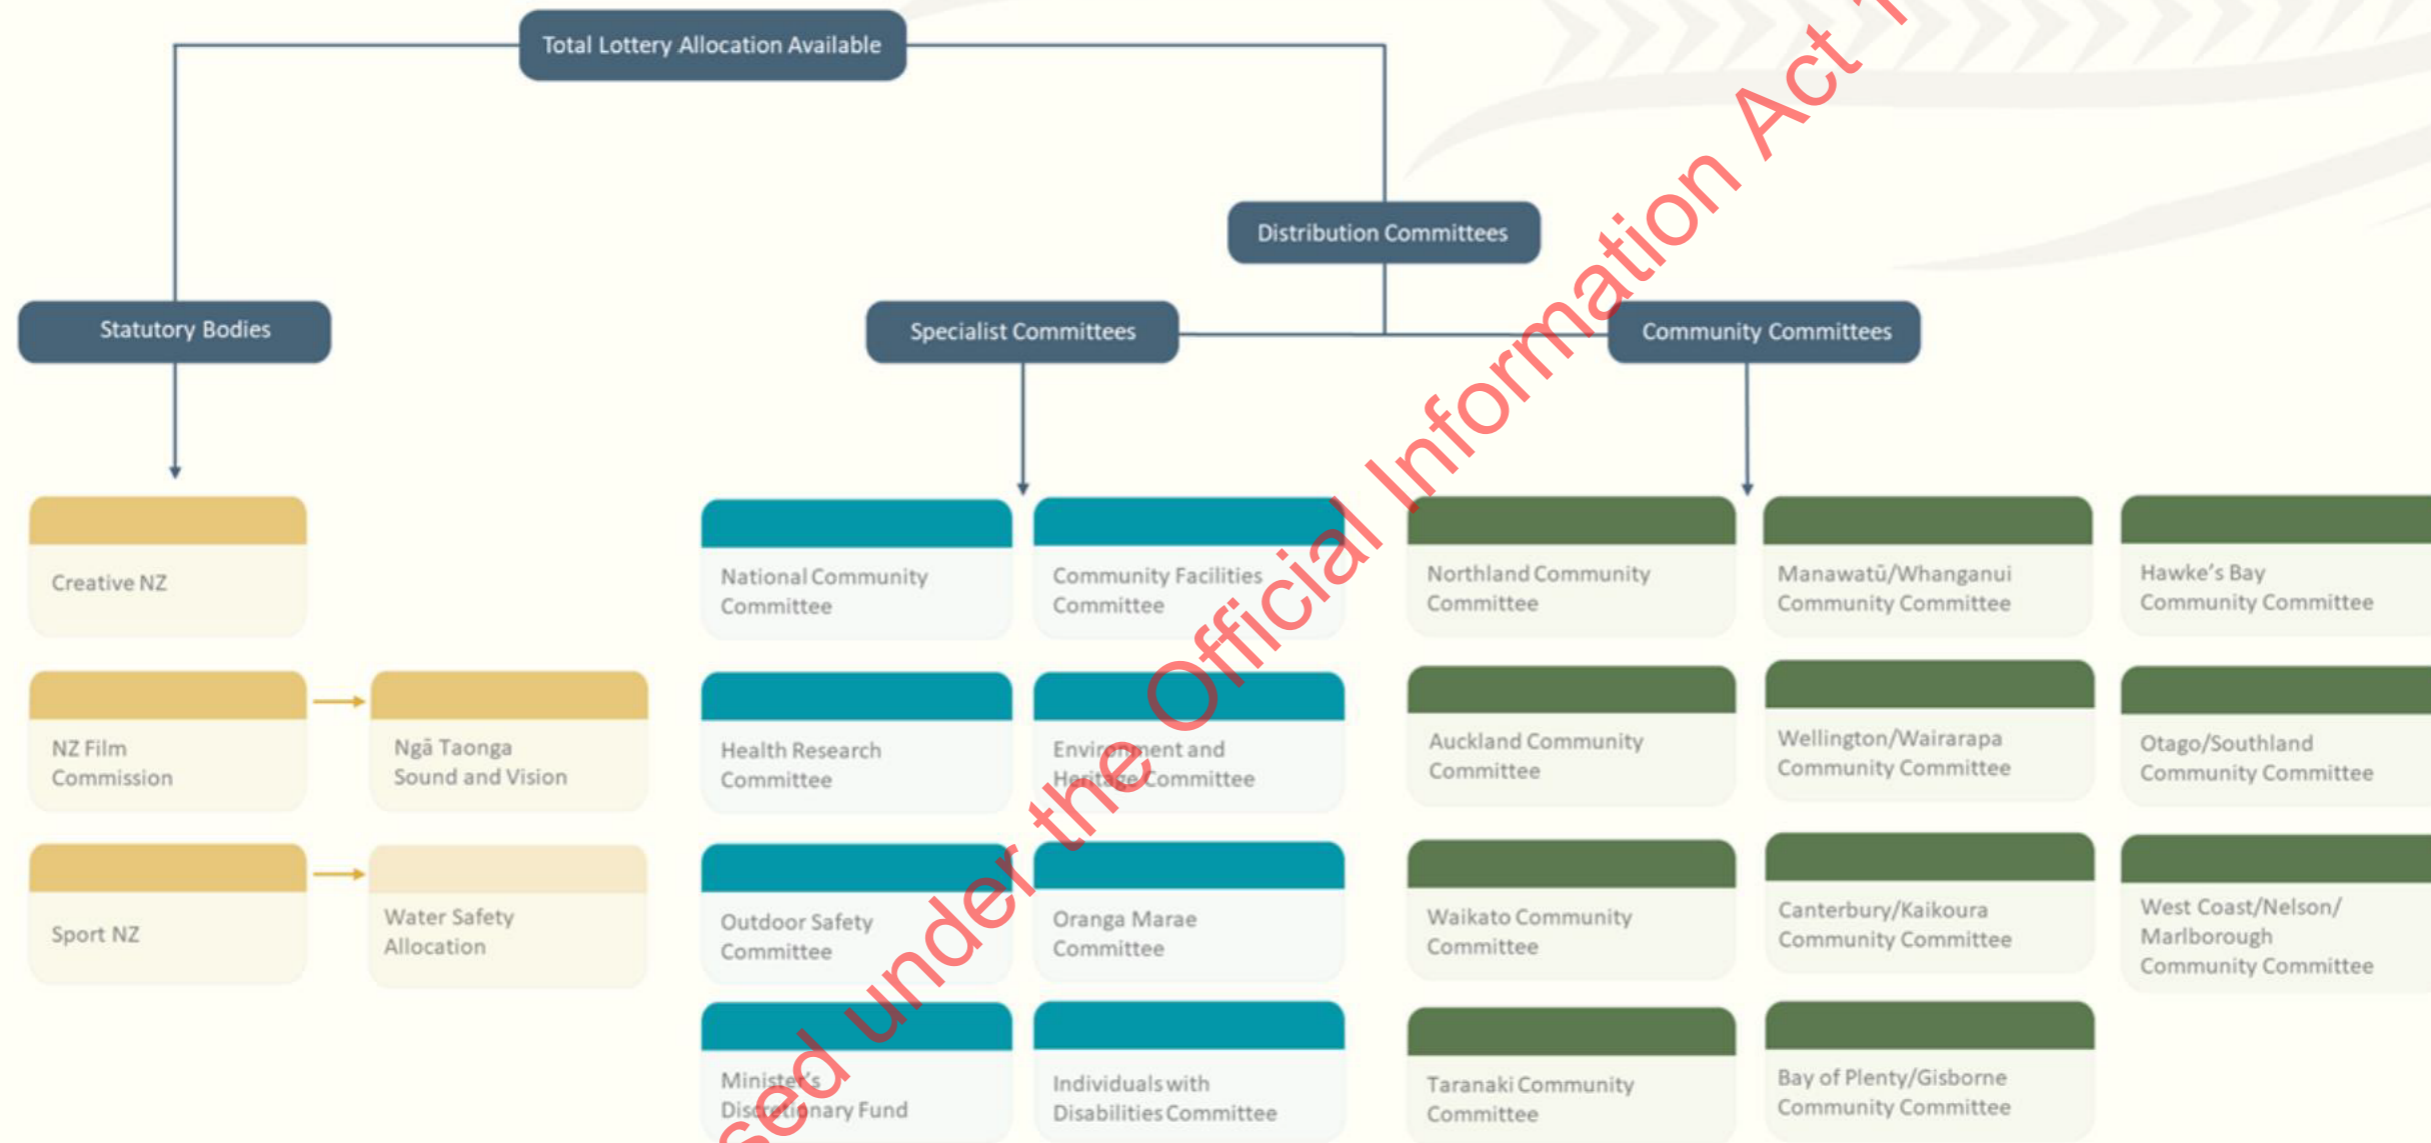 Total Lottery Allocation Available
Distribution Committees
Statutory Bodies
Specialist Committees
Community Committees
Creative NZ
NZ Film
Commission
Ngā Taonga
Sound and Vision
Sport NZ
Water Safety
Allocation
National Community
Committee
Community Facilities
Committee
Health Research
Committee
Environment and
Heritage Committee
Outdoor Safety
Committee
Oranga Marae
Committee
Minister's
Discretionary Fund
Individuals with
Disabilities Committee
Northland Community
Committee
Manawatū/Whanganui
Community Committee
Hawke's Bay
Community Committee
Auckland Community
Committee
Wellington/Wairarapa
Community Committee
Otago/Southland
Community Committee
Waikato Community
Committee
Canterbury/Kaikoura
Community Committee
West Coast/Nelson/
Marlborough
Community Committee
Taranaki Community
Committee
Bay of Plenty/Gisborne
Community Committee
under the Official Information Act